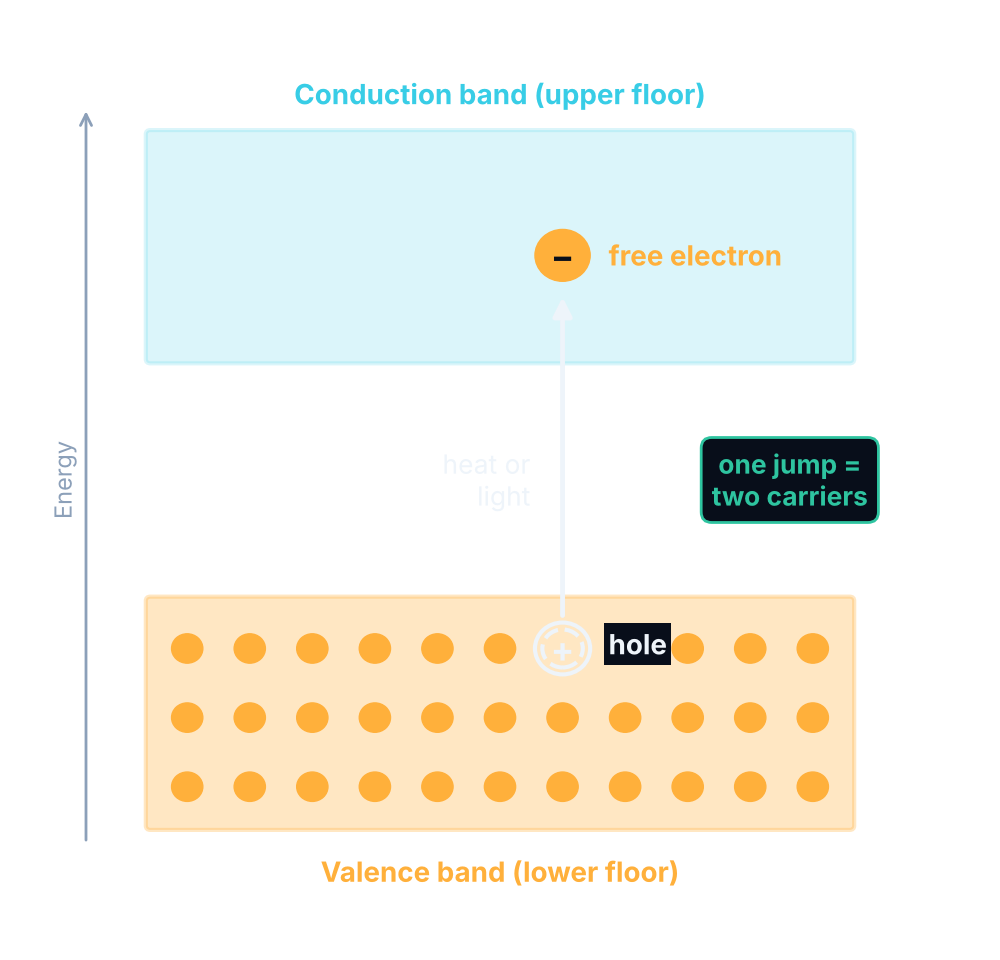 Conduction band (upper floor)
–
free electron
Energy
heat or
light
one jump =
two carriers
+
hole
Valence band (lower floor)